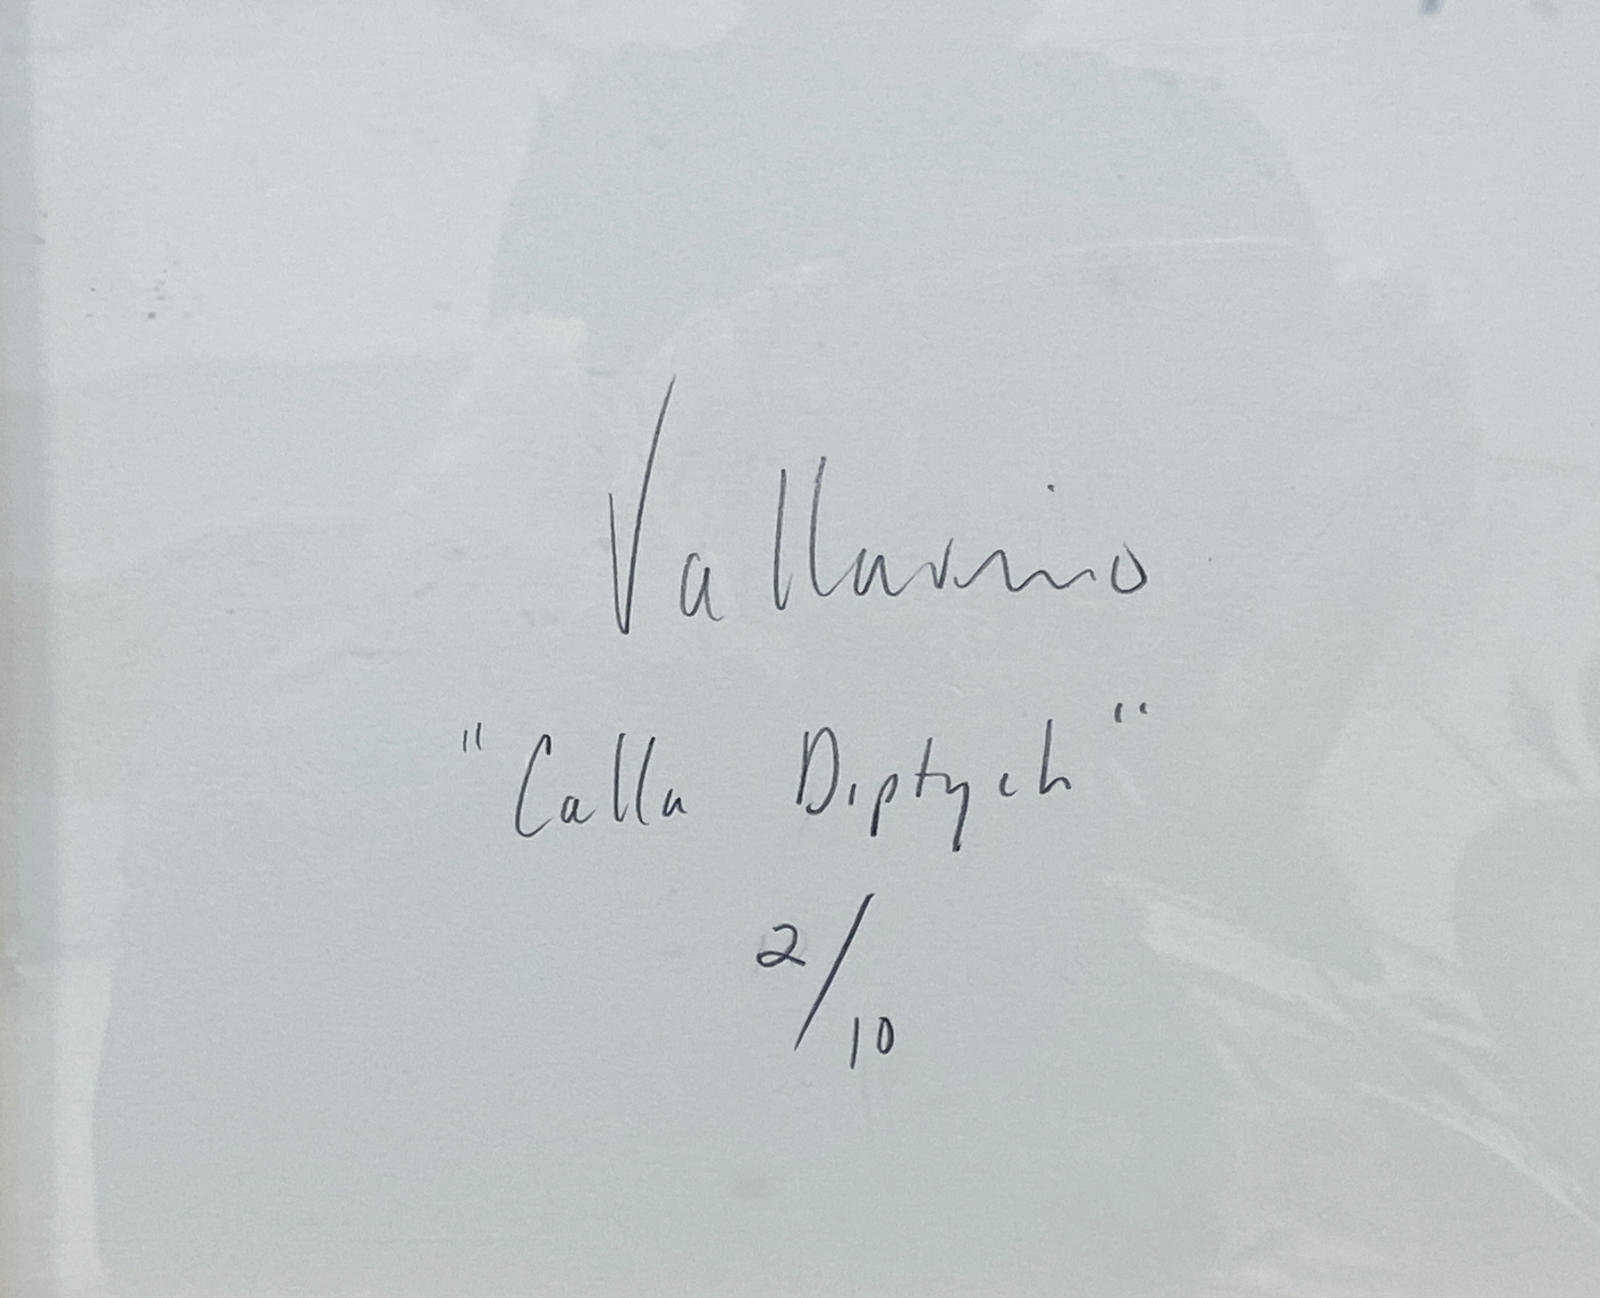 Vallarino
"Calla Diptych"
2/10